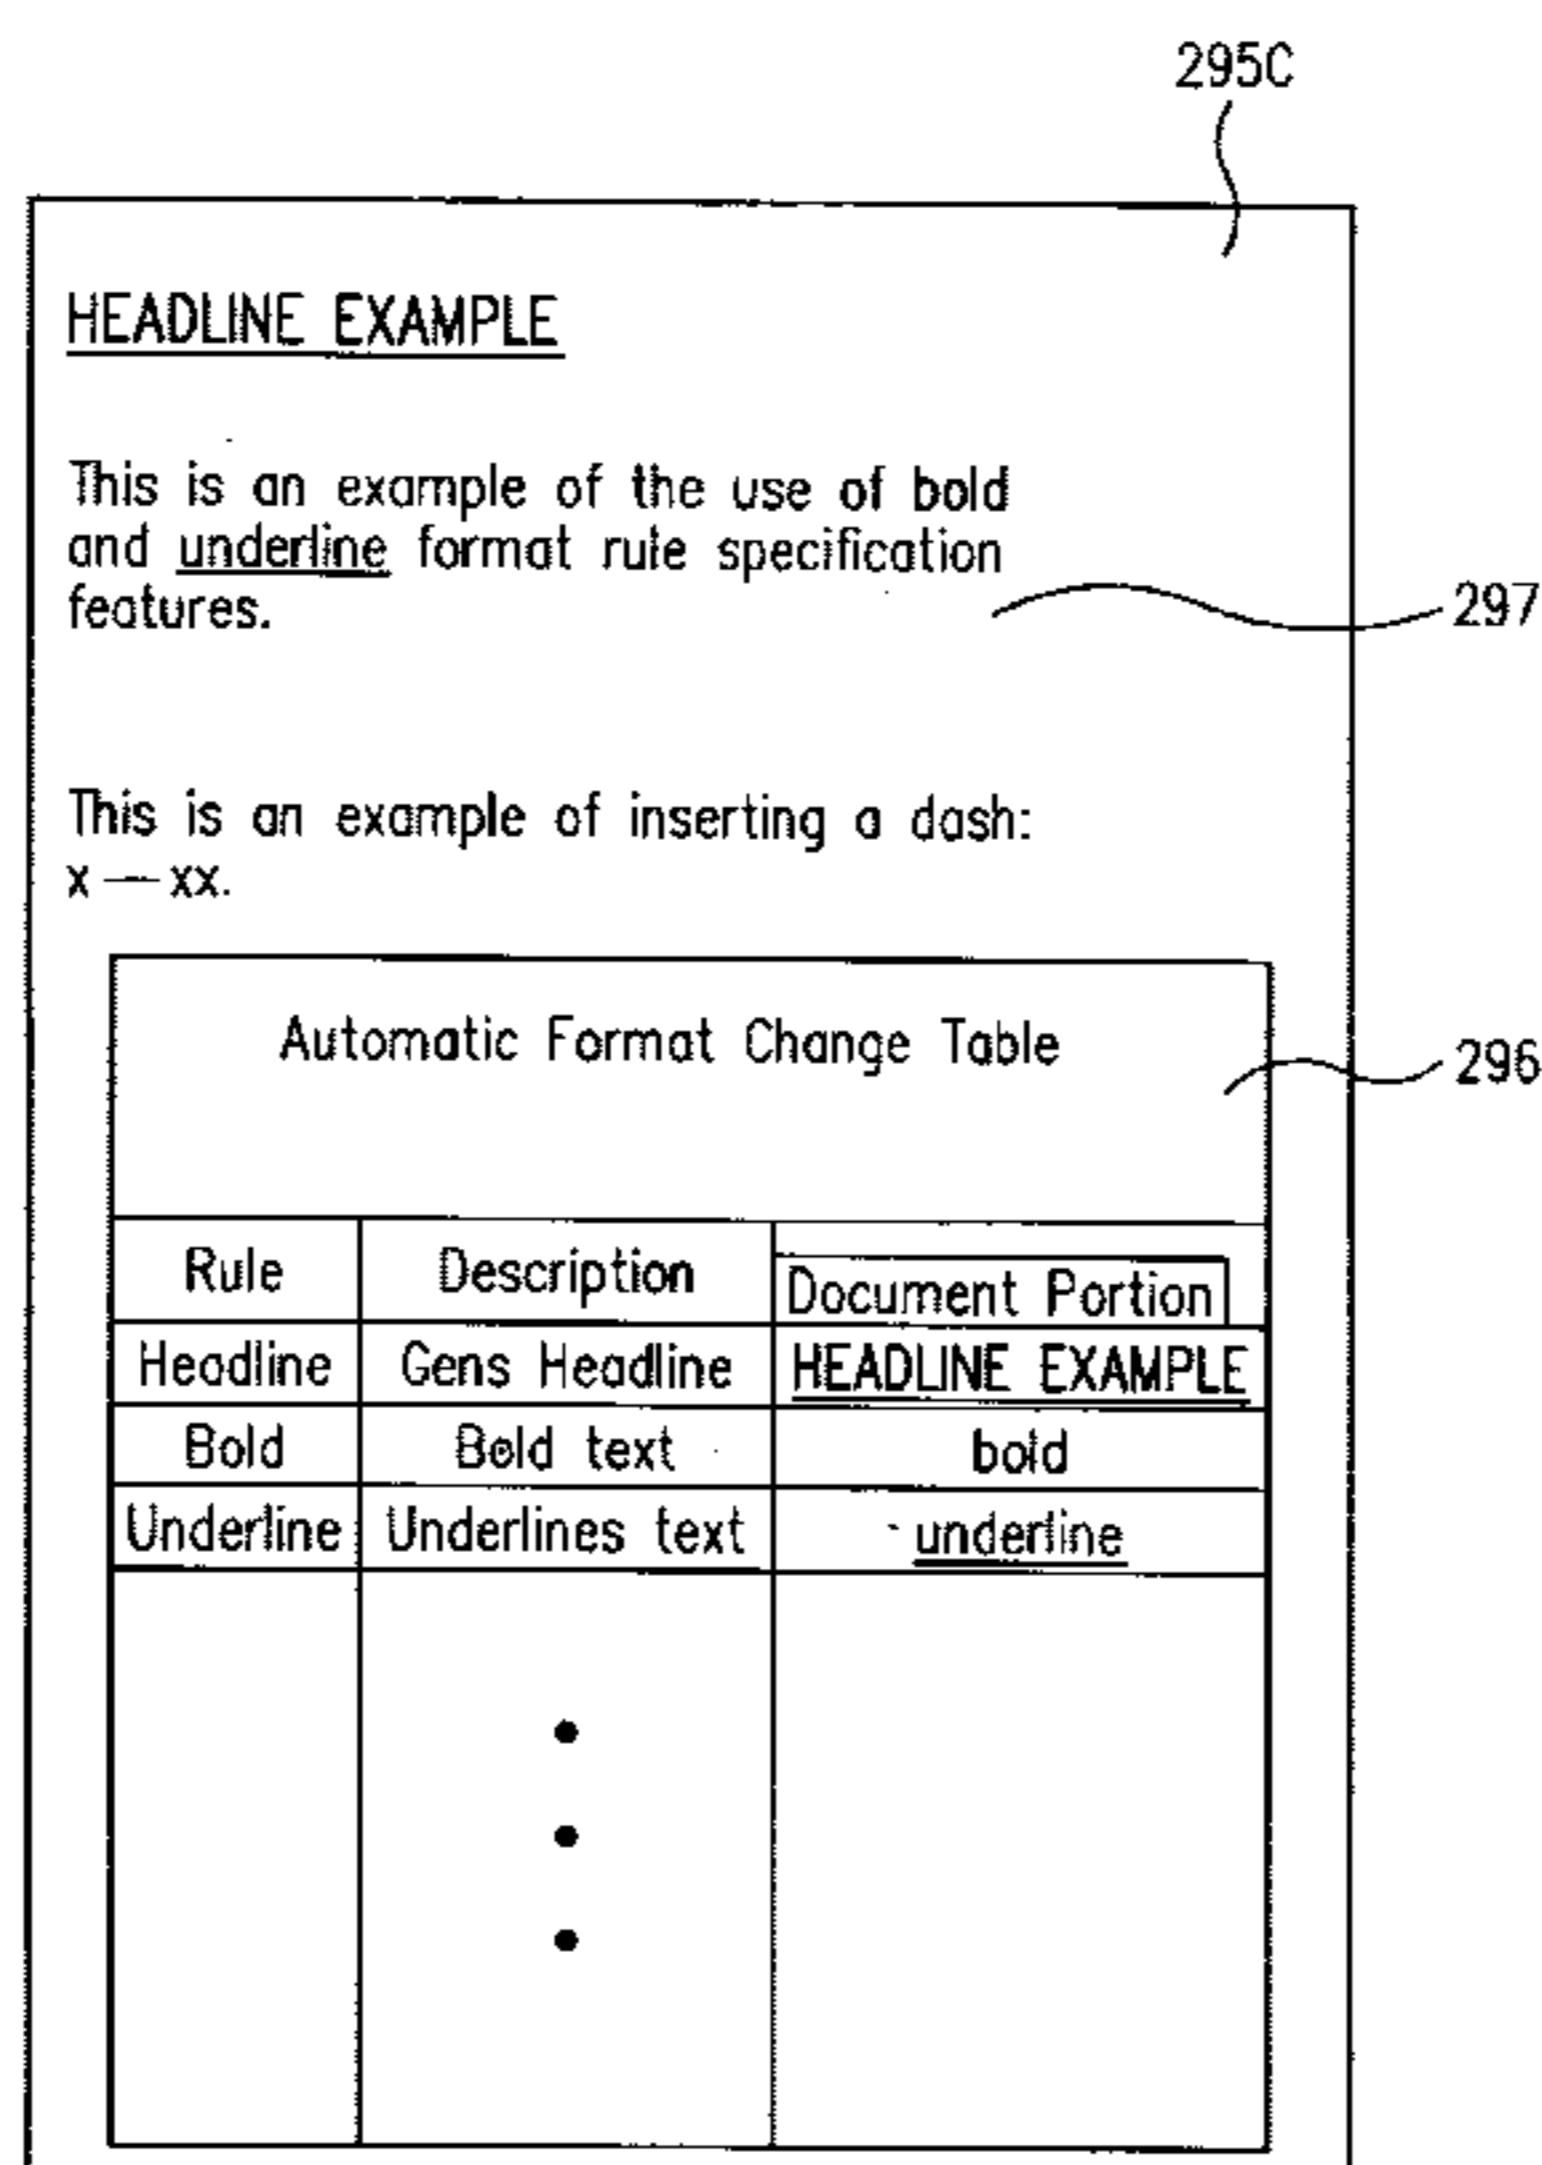 295C
HEADLINE EXAMPLE
This is an example of the use of bold
and underline format rule specification
features.
297
This is an example of inserting a dash:
x — xx.
Automatic Format Change Table
296
Rule Description Document Portion
Headline Gens Headline HEADLINE EXAMPLE
Bold Bold text bold
Underline Underlines text underline